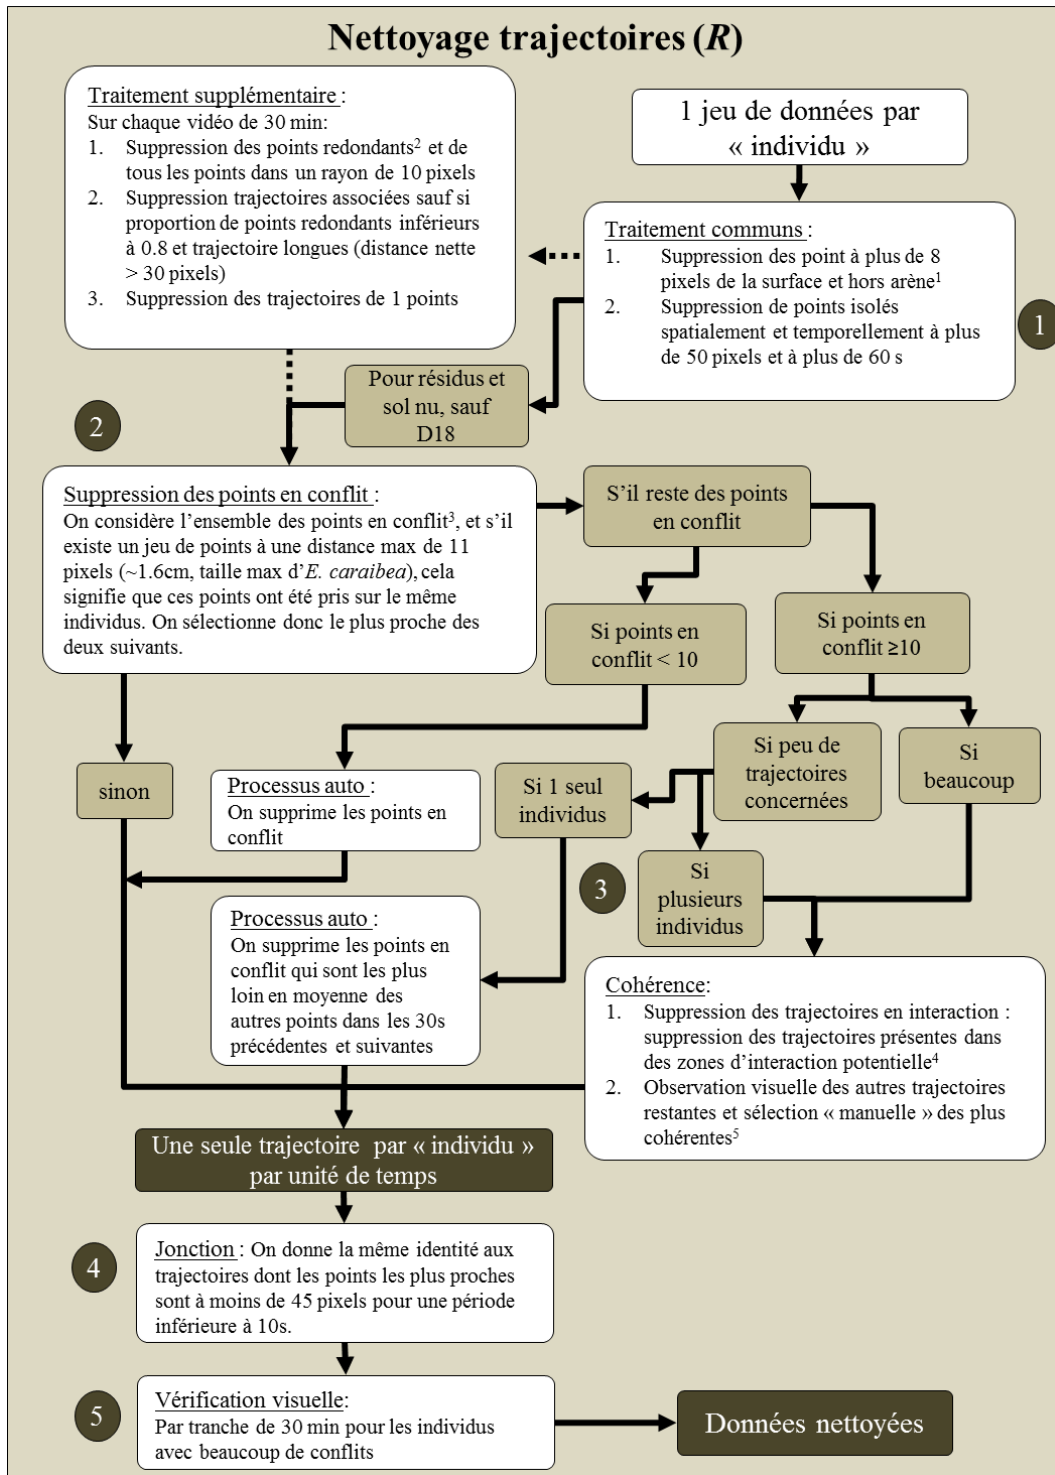 Nettoyage trajectoires (R)
Traitement supplémentaire :
Sur chaque vidéo de 30 min:
1. Suppression des points redondants² et de
tous les points dans un rayon de 10 pixels
2. Suppression trajectoires associées sauf si
proportion de points redondants inférieurs
à 0.8 et trajectoire longues (distance nette
> 30 pixels)
3. Suppression des trajectoires de 1 points
1 jeu de données par
« individu »
Traitement communs :
1. Suppression des point à plus de 8
pixels de la surface et hors arène¹
2. Suppression de points isolés
spatialement et temporellement à plus
de 50 pixels et à plus de 60 s
1
Pour résidus et
sol nu, sauf
D18
2
Suppression des points en conflit :
On considère l'ensemble des points en conflit³, et s'il
existe un jeu de points à une distance max de 11
pixels (~1.6cm, taille max d'E. caraibea), cela
signifie que ces points ont été pris sur le même
individus. On sélectionne donc le plus proche des
deux suivants.
S'il reste des points
en conflit
Si points en
conflit < 10
Si points en
conflit ≥10
sinon
Processus auto :
On supprime les points en
conflit
Si 1 seul
individus
Si peu de
trajectoires
concernées
Si
beaucoup
3
Si
plusieurs
individus
Processus auto :
On supprime les points en
conflit qui sont les plus
loin en moyenne des
autres points dans les 30s
précédentes et suivantes
Cohérence:
1. Suppression des trajectoires en interaction :
suppression des trajectoires présentes dans
des zones d'interaction potentielle⁴
2. Observation visuelle des autres trajectoires
restantes et sélection « manuelle » des plus
cohérentes⁵
Une seule trajectoire par « individu »
par unité de temps
4
Jonction : On donne la même identité aux
trajectoires dont les points les plus proches
sont à moins de 45 pixels pour une période
inférieure à 10s.
5
Vérification visuelle:
Par tranche de 30 min pour les individus
avec beaucoup de conflits
Données nettoyées